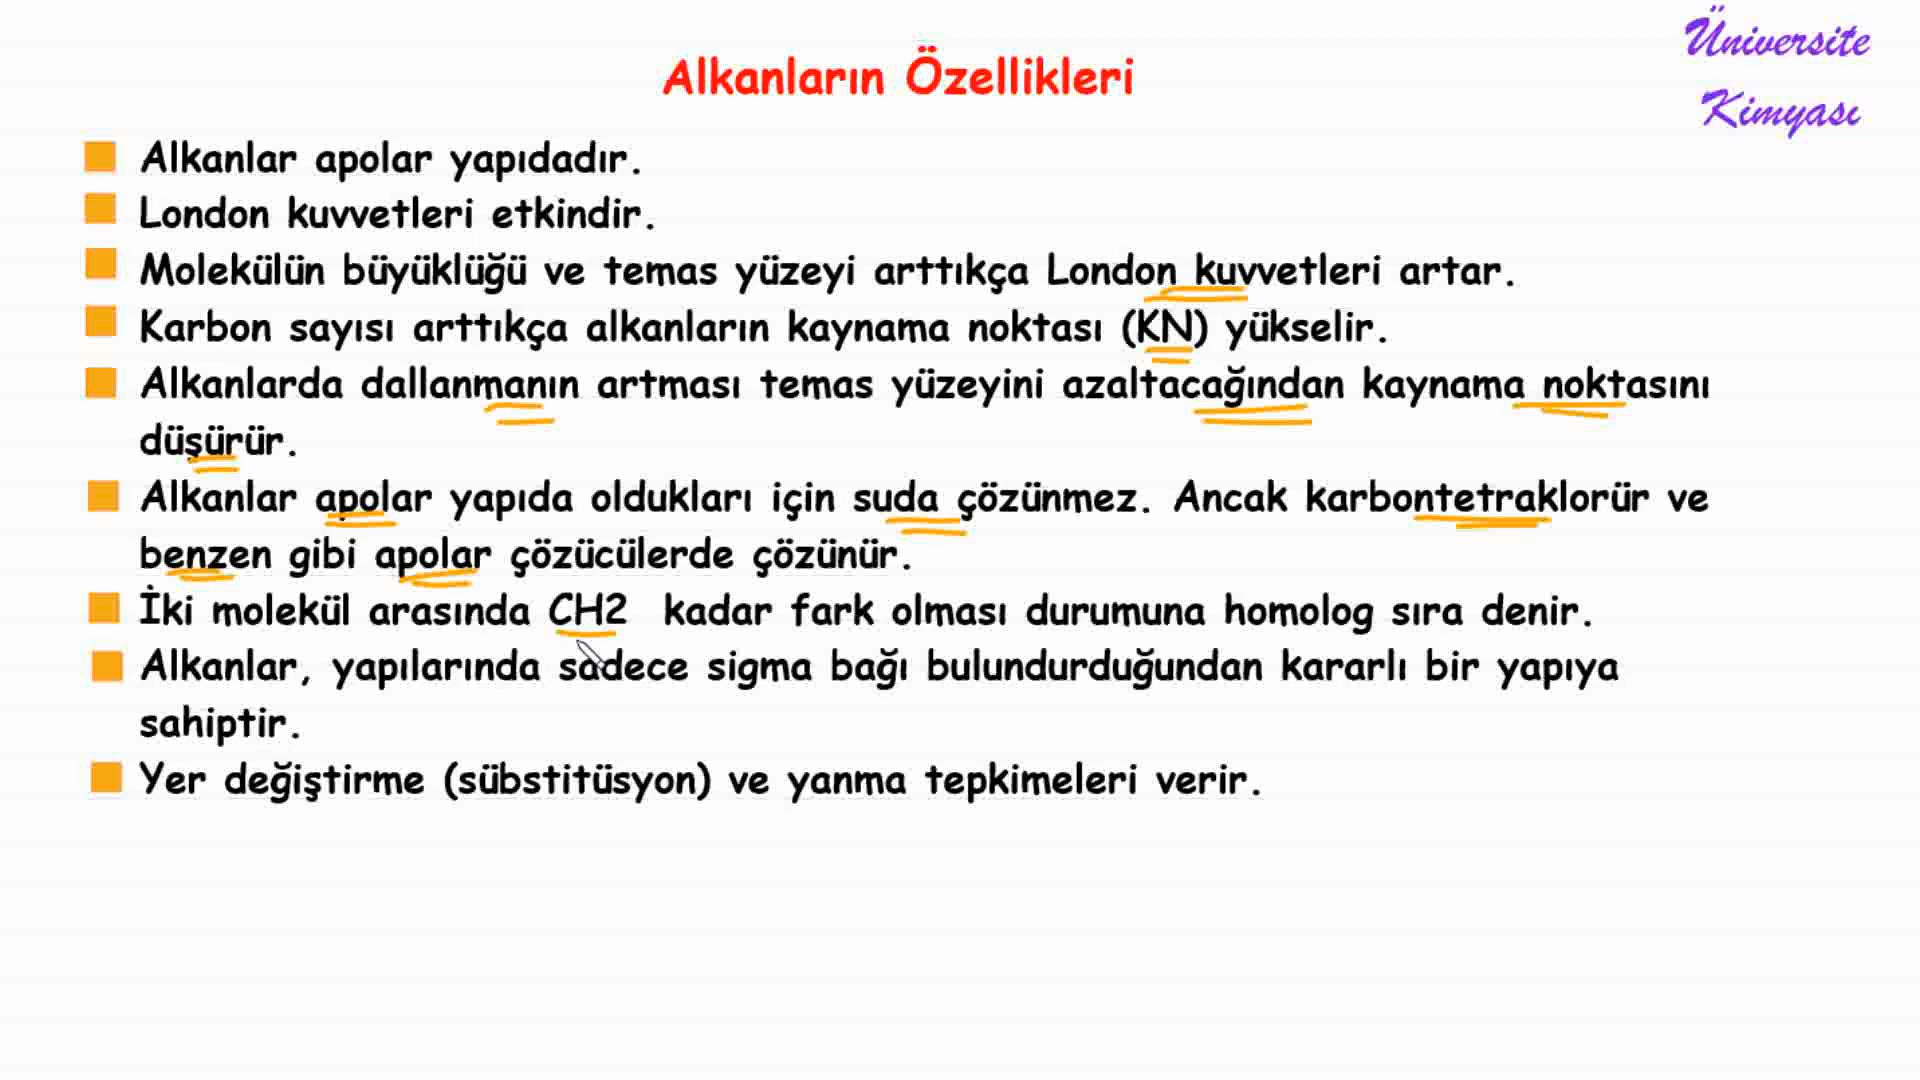 Üniversite
Kimyası
Alkanların Özellikleri
Alkanlar apolar yapıdadır.
London kuvvetleri etkindir.
Molekülün büyüklüğü ve temas yüzeyi arttıkça London kuvvetleri artar.
Karbon sayısı arttıkça alkanların kaynama noktası (KN) yükselir.
Alkanlarda dallanmanın artması temas yüzeyini azaltacağından kaynama noktasını
düşürür.
Alkanlar apolar yapıda oldukları için suda çözünmez. Ancak karbontetraklorür ve
benzen gibi apolar çözücülerde çözünür.
İki molekül arasında CH2 kadar fark olması durumuna homolog sıra denir.
Alkanlar, yapılarında sadece sigma bağı bulundurduğundan kararlı bir yapıya
sahiptir.
Yer değiştirme (sübstitüsyon) ve yanma tepkimeleri verir.